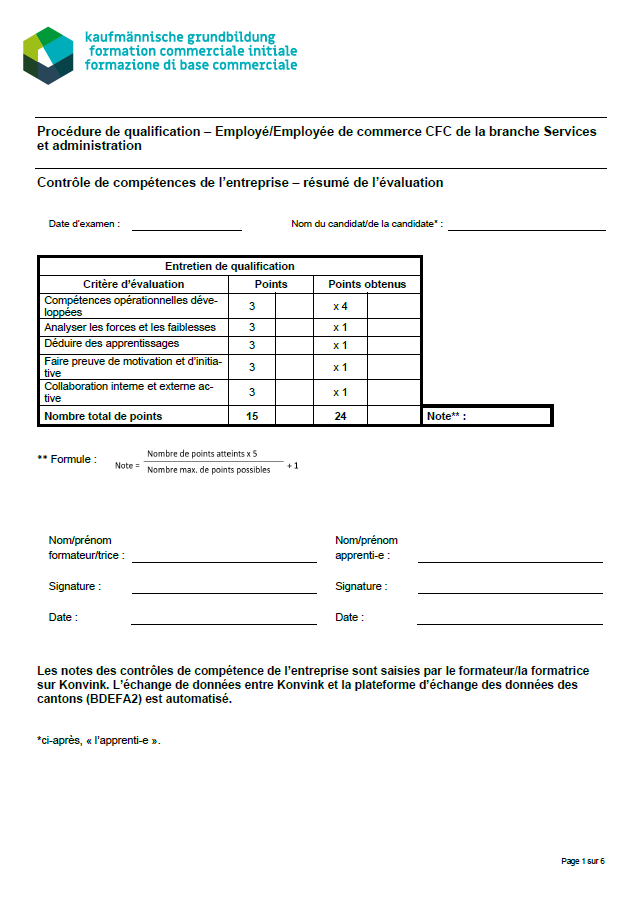 kaufmännische grundbildung
formation commerciale initiale
formazione di base commerciale
Procédure de qualification – Employé/Employée de commerce CFC de la branche Services
et administration
Contrôle de compétences de l'entreprise – résumé de l'évaluation
Date d'examen : Nom du candidat/de la candidate* :
Entretien de qualification
Critère d'évaluation Points Points obtenus
Compétences opérationnelles déve-
loppées 3 x 4
Analyser les forces et les faiblesses 3 x 1
Déduire des apprentissages 3 x 1
Faire preuve de motivation et d'initia-
tive 3 x 1
Collaboration interne et externe ac-
tive 3 x 1
Nombre total de points 15 24 Note** :
** Formule : Note = Nombre de points atteints x 5
Nombre max. de points possibles + 1
Nom/prénom Nom/prénom
formateur/trice : apprenti-e :
Signature : Signature :
Date : Date :
Les notes des contrôles de compétence de l'entreprise sont saisies par le formateur/la formatrice
sur Konvink. L'échange de données entre Konvink et la plateforme d'échange des données des
cantons (BDEFA2) est automatisé.
*ci-après, « l'apprenti-e ».
Page 1 sur 6